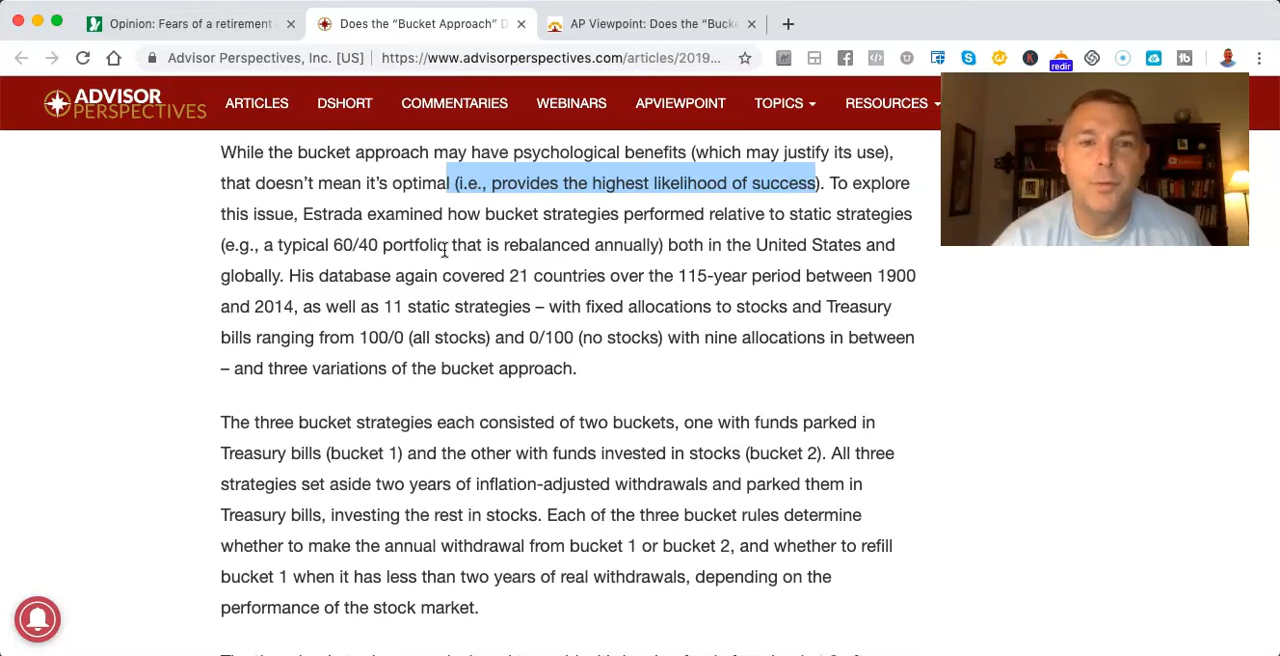 Opinion: Fears of a retirement
Does the “Bucket Approach” D
AP Viewpoint: Does the “Bucke
Advisor Perspectives, Inc. [US]
https://www.advisorperspectives.com/articles/2019...
redir
ADVISOR
PERSPECTIVES
ARTICLES
DSHORT
COMMENTARIES
WEBINARS
APVIEWPOINT
TOPICS
RESOURCES
While the bucket approach may have psychological benefits (which may justify its use),
that doesn’t mean it’s optimal (i.e., provides the highest likelihood of success). To explore
this issue, Estrada examined how bucket strategies performed relative to static strategies
(e.g., a typical 60/40 portfolio that is rebalanced annually) both in the United States and
globally. His database again covered 21 countries over the 115-year period between 1900
and 2014, as well as 11 static strategies – with fixed allocations to stocks and Treasury
bills ranging from 100/0 (all stocks) and 0/100 (no stocks) with nine allocations in between
– and three variations of the bucket approach.
The three bucket strategies each consisted of two buckets, one with funds parked in
Treasury bills (bucket 1) and the other with funds invested in stocks (bucket 2). All three
strategies set aside two years of inflation-adjusted withdrawals and parked them in
Treasury bills, investing the rest in stocks. Each of the three bucket rules determine
whether to make the annual withdrawal from bucket 1 or bucket 2, and whether to refill
bucket 1 when it has less than two years of real withdrawals, depending on the
performance of the stock market.